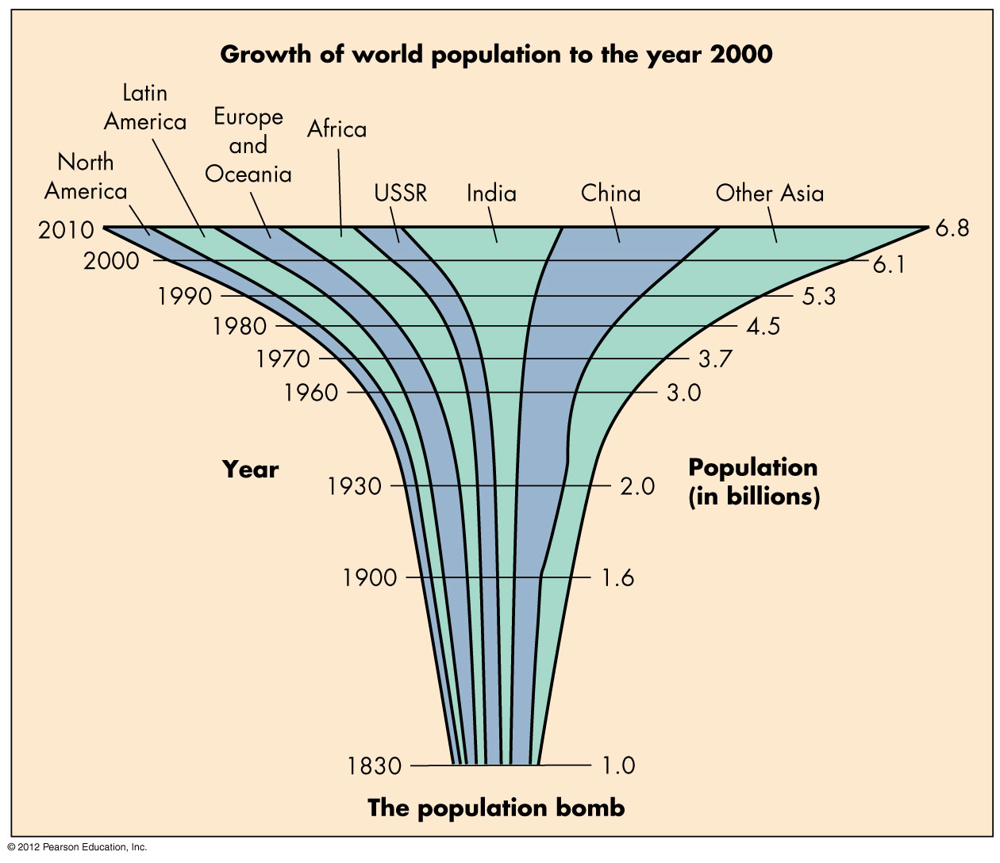 Growth of world population to the year 2000
Latin
America
Europe
and
Oceania
Africa
North
America
USSR
India
China
Other Asia
2010
6.8
2000
6.1
1990
5.3
1980
4.5
1970
3.7
1960
3.0
Year
Population
(in billions)
1930
2.0
1900
1.6
1830
1.0
The population bomb
© 2012 Pearson Education, Inc.